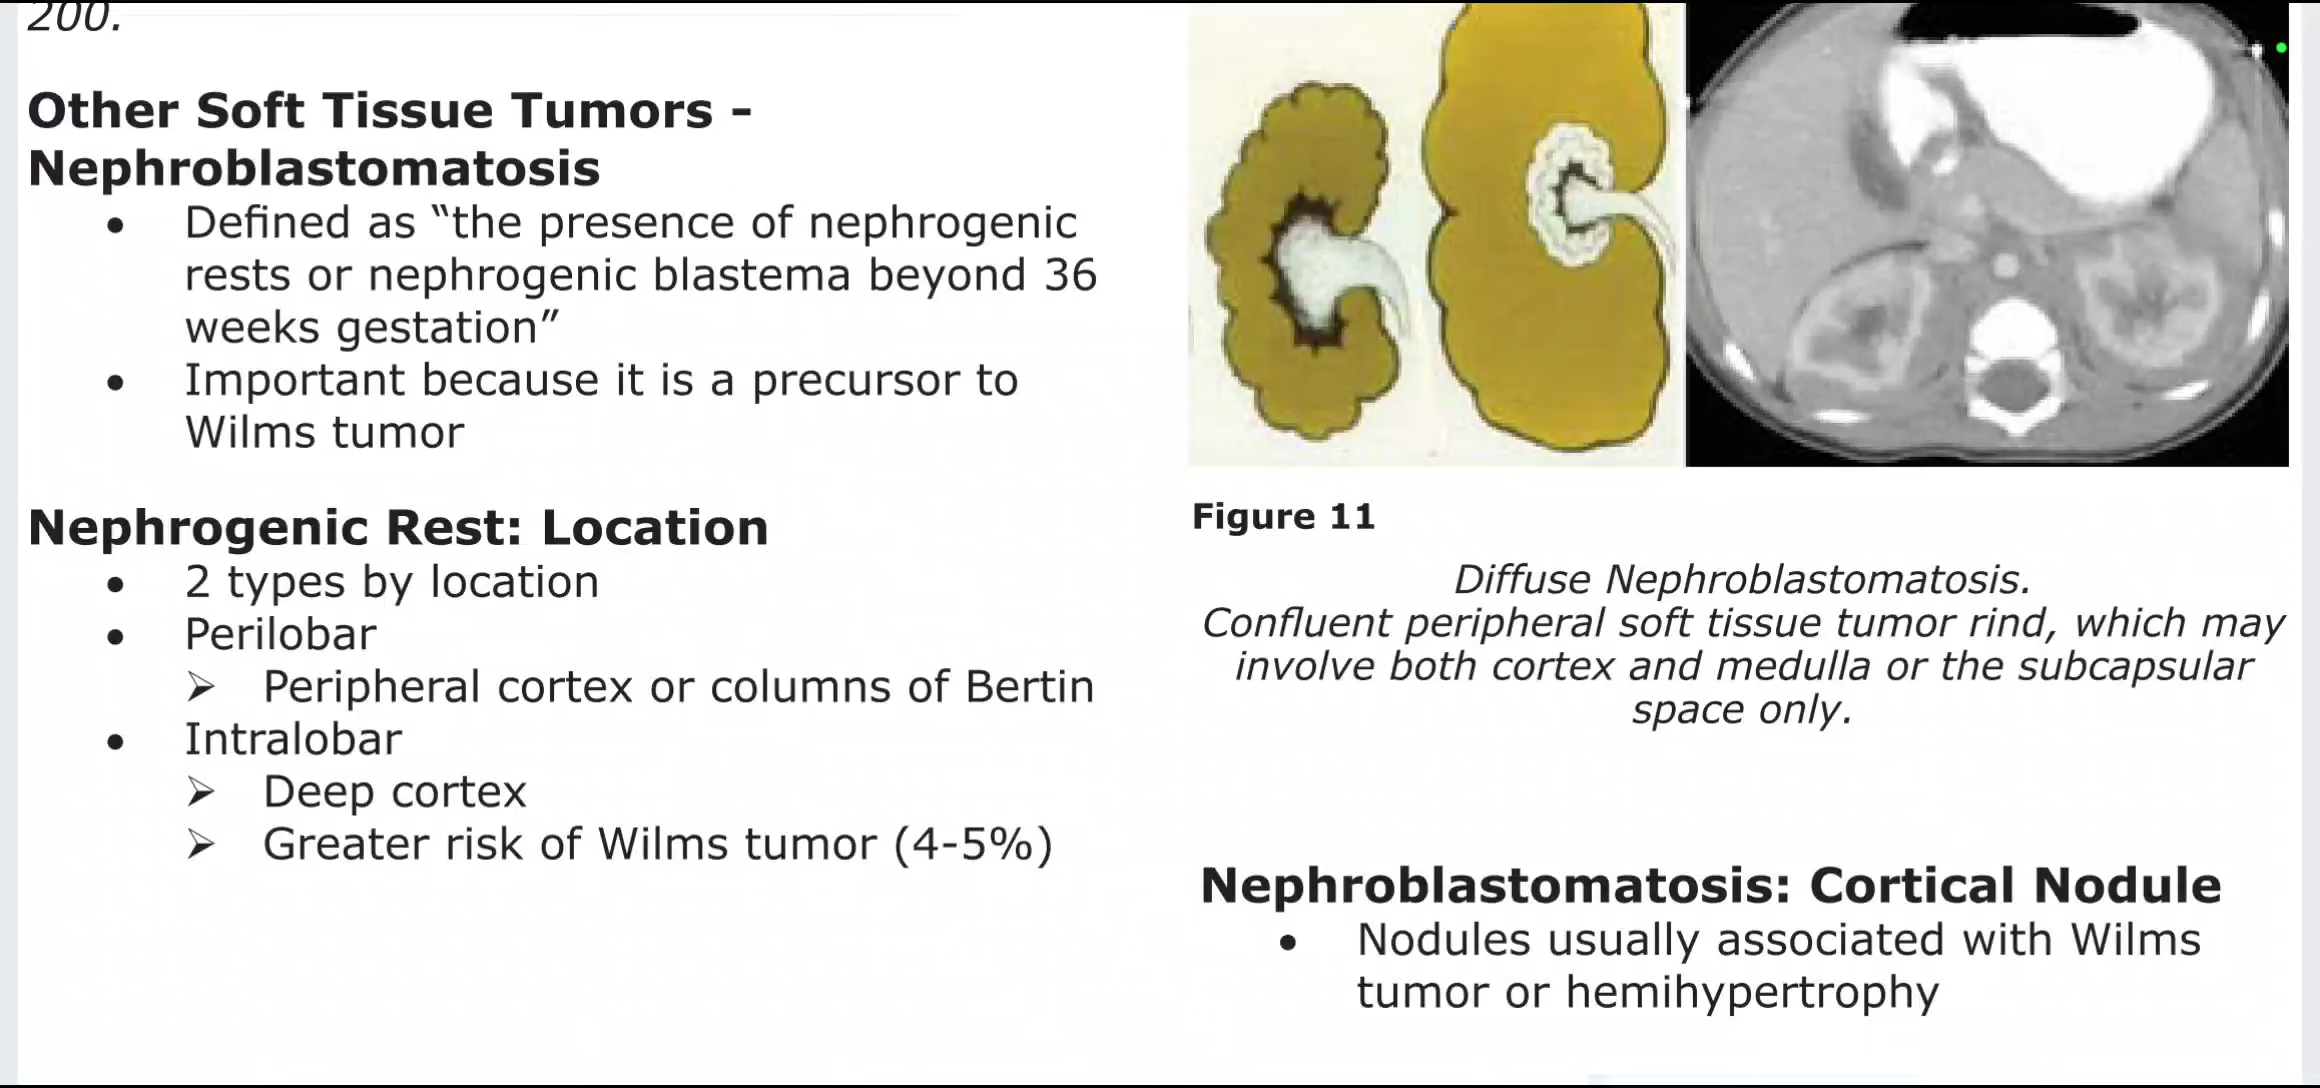 200.
Other Soft Tissue Tumors -
Nephroblastomatosis
• Defined as “the presence of nephrogenic
rests or nephrogenic blastema beyond 36
weeks gestation”
• Important because it is a precursor to
Wilms tumor
Nephrogenic Rest: Location
• 2 types by location
• Perilobar
➢ Peripheral cortex or columns of Bertin
• Intralobar
➢ Deep cortex
➢ Greater risk of Wilms tumor (4-5%)
Figure 11
Diffuse Nephroblastomatosis.
Confluent peripheral soft tissue tumor rind, which may
involve both cortex and medulla or the subcapsular
space only.
Nephroblastomatosis: Cortical Nodule
• Nodules usually associated with Wilms
tumor or hemihypertrophy